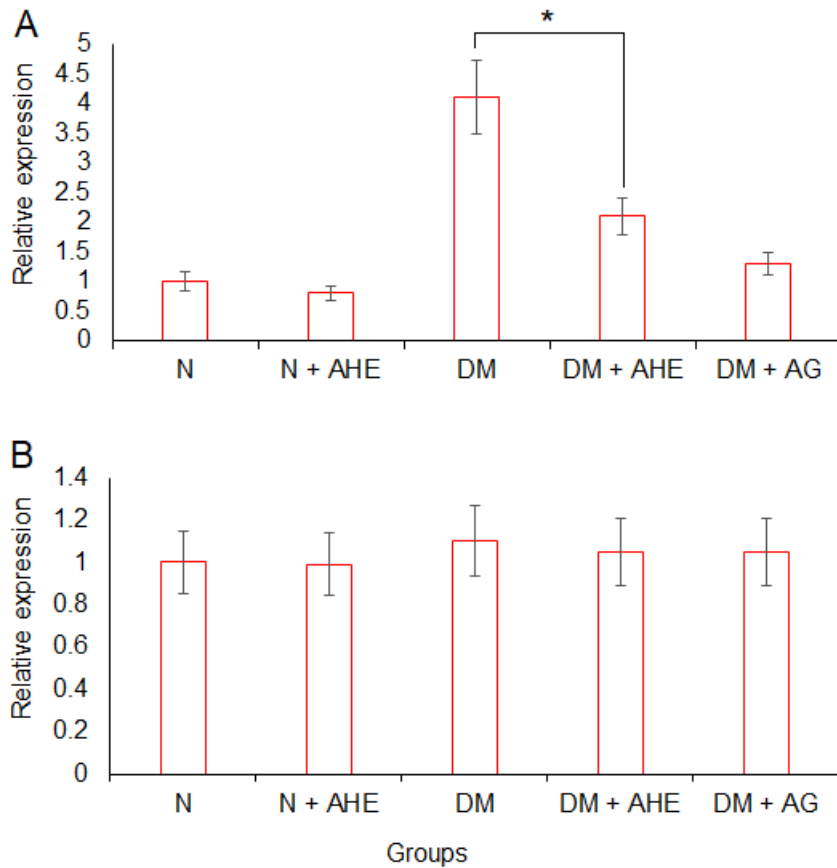 A
*
Relative expression
5
4.5
4
3.5
3
2.5
2
1.5
1
0.5
0
N N + AHE DM DM + AHE DM + AG
B
Relative expression
1.4
1.2
1
0.8
0.6
0.4
0.2
0
N N + AHE DM DM + AHE DM + AG
Groups